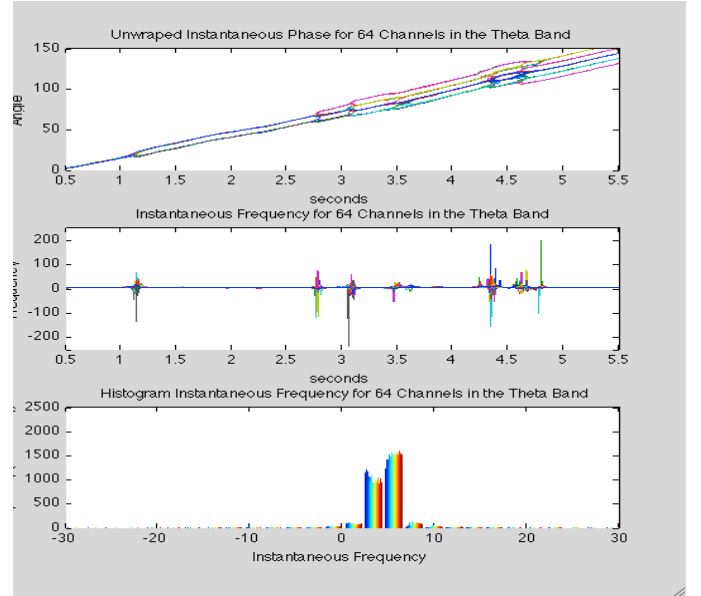 Unwraped Instantaneous Phase for 64 Channels in the Theta Band
150
100
50
0
Angle
0.5 1 1.5 2 2.5 3 3.5 4 4.5 5 5.5
seconds
Instantaneous Frequency for 64 Channels in the Theta Band
200
100
0
-100
-200
0.5 1 1.5 2 2.5 3 3.5 4 4.5 5 5.5
seconds
Histogram Instantaneous Frequency for 64 Channels in the Theta Band
2500
2000
1500
1000
500
0
-30 -20 -10 0 10 20 30
Instantaneous Frequency